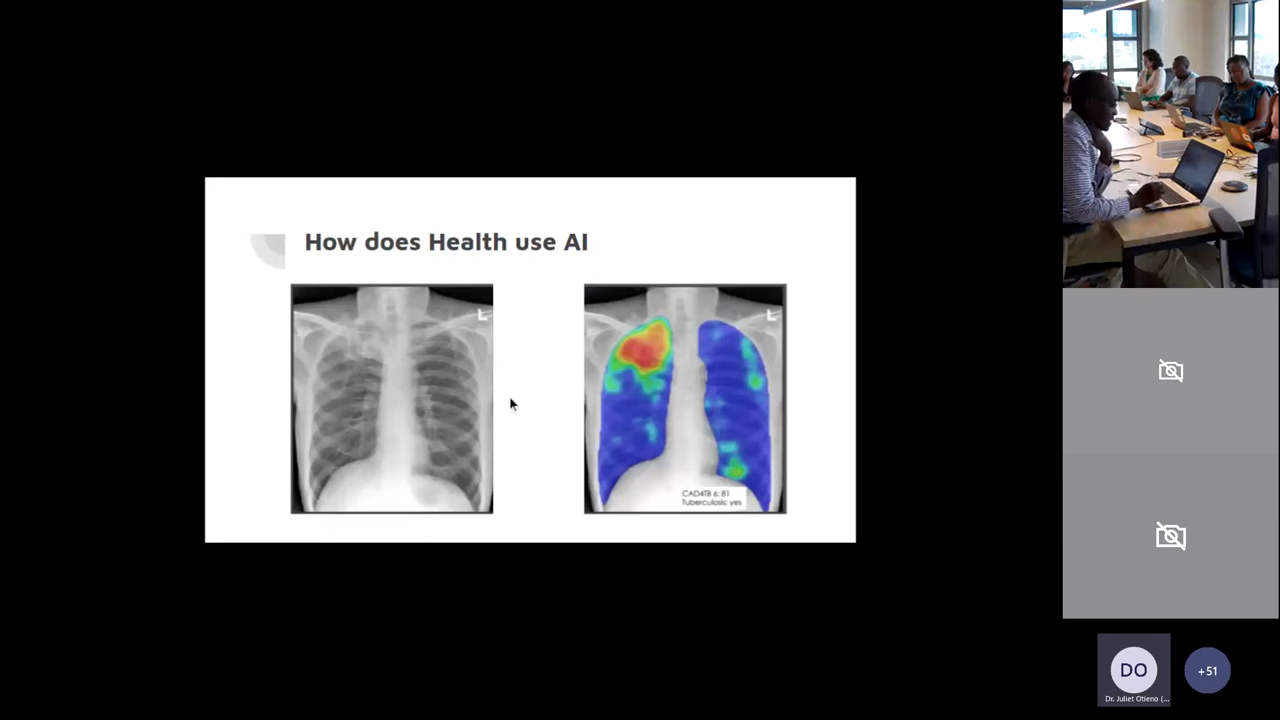 How does Health use AI
L
L
CAD4TB 6: 81
Tuberculosis: yes
DO
Dr. Juliet Otieno (...
+51